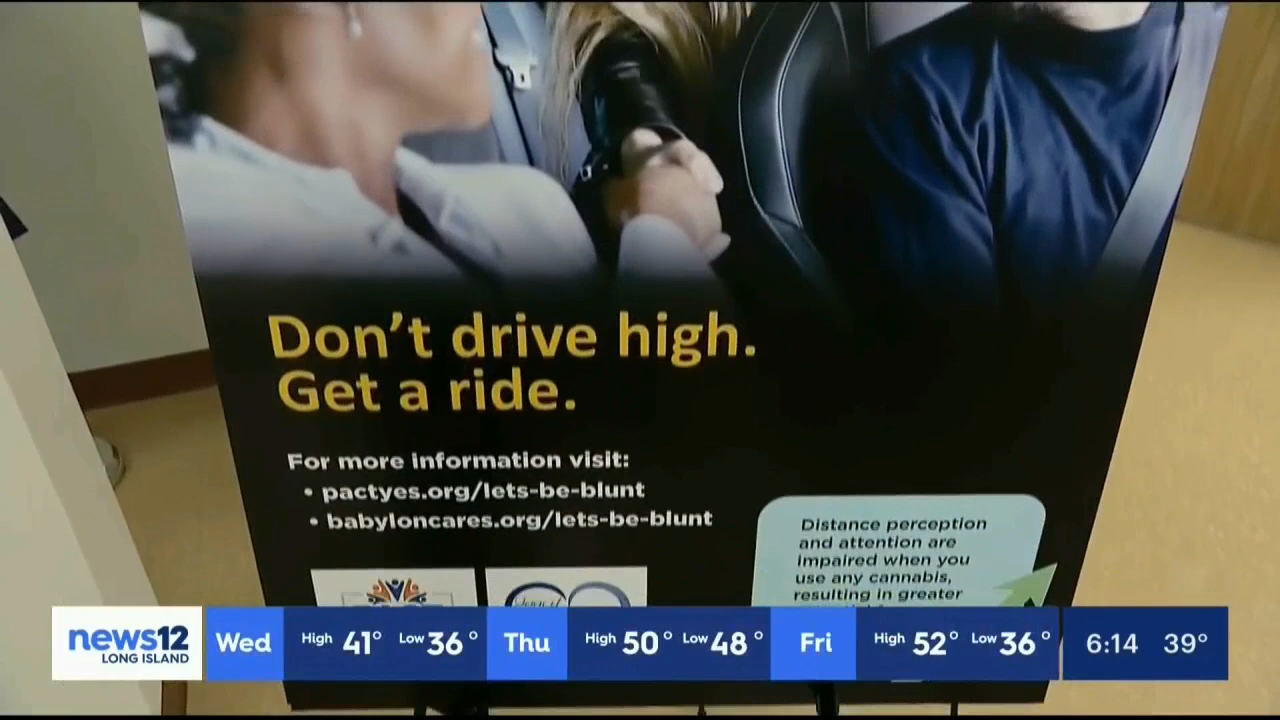 Don't drive high.
Get a ride.
For more information visit:
• pactyes.org/lets-be-blunt
• babyloncares.org/lets-be-blunt
Distance perception
and attention are
impaired when you
use any cannabis,
resulting in greater
news12
LONG ISLAND
Wed High 41° Low 36° Thu High 50° Low 48° Fri High 52° Low 36° 6:14 39°